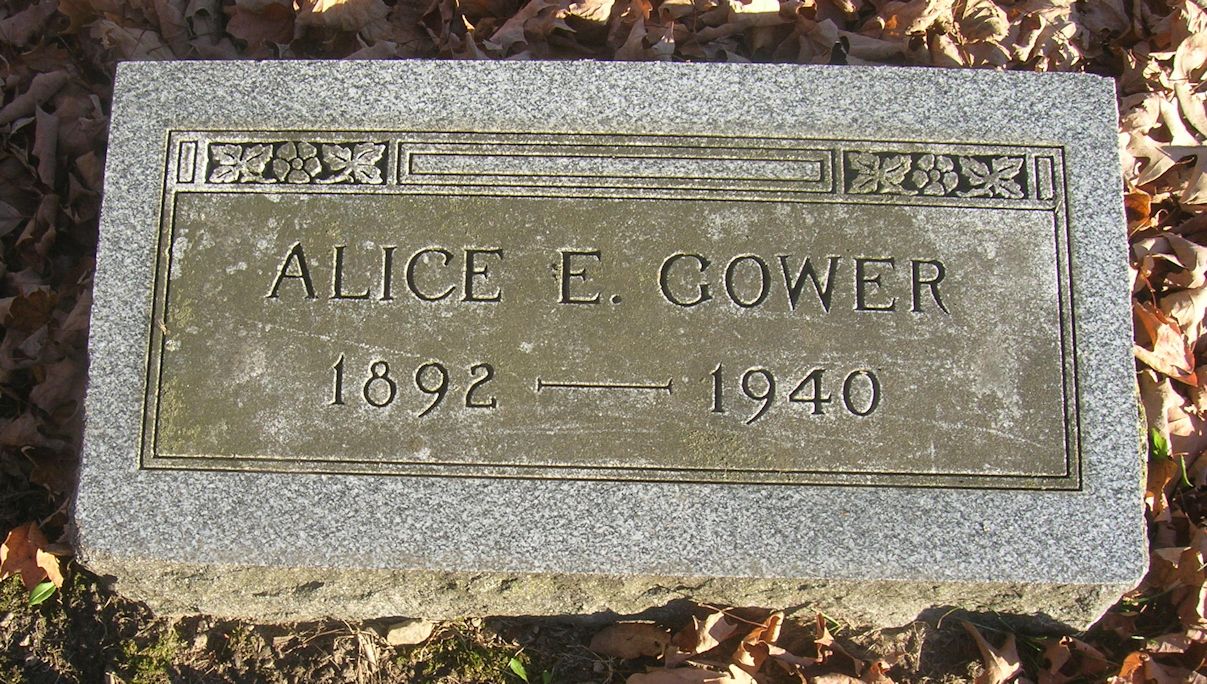 ALICE E. GOWER
1892 — 1940